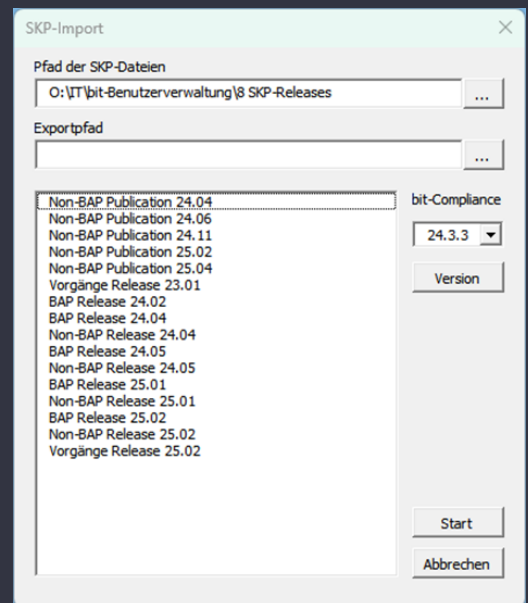 SKP-Import
Pfad der SKP-Dateien
O:\IT\bit-Benutzerverwaltung\8 SKP-Releases
...
Exportpfad
...
Non-BAP Publication 24.04
Non-BAP Publication 24.06
Non-BAP Publication 24.11
Non-BAP Publication 25.02
Non-BAP Publication 25.04
Vorgänge Release 23.01
BAP Release 24.02
BAP Release 24.04
Non-BAP Release 24.04
BAP Release 24.05
Non-BAP Release 24.05
BAP Release 25.01
Non-BAP Release 25.01
BAP Release 25.02
Non-BAP Release 25.02
Vorgänge Release 25.02
bit-Compliance
24.3.3
Version
Start
Abbrechen